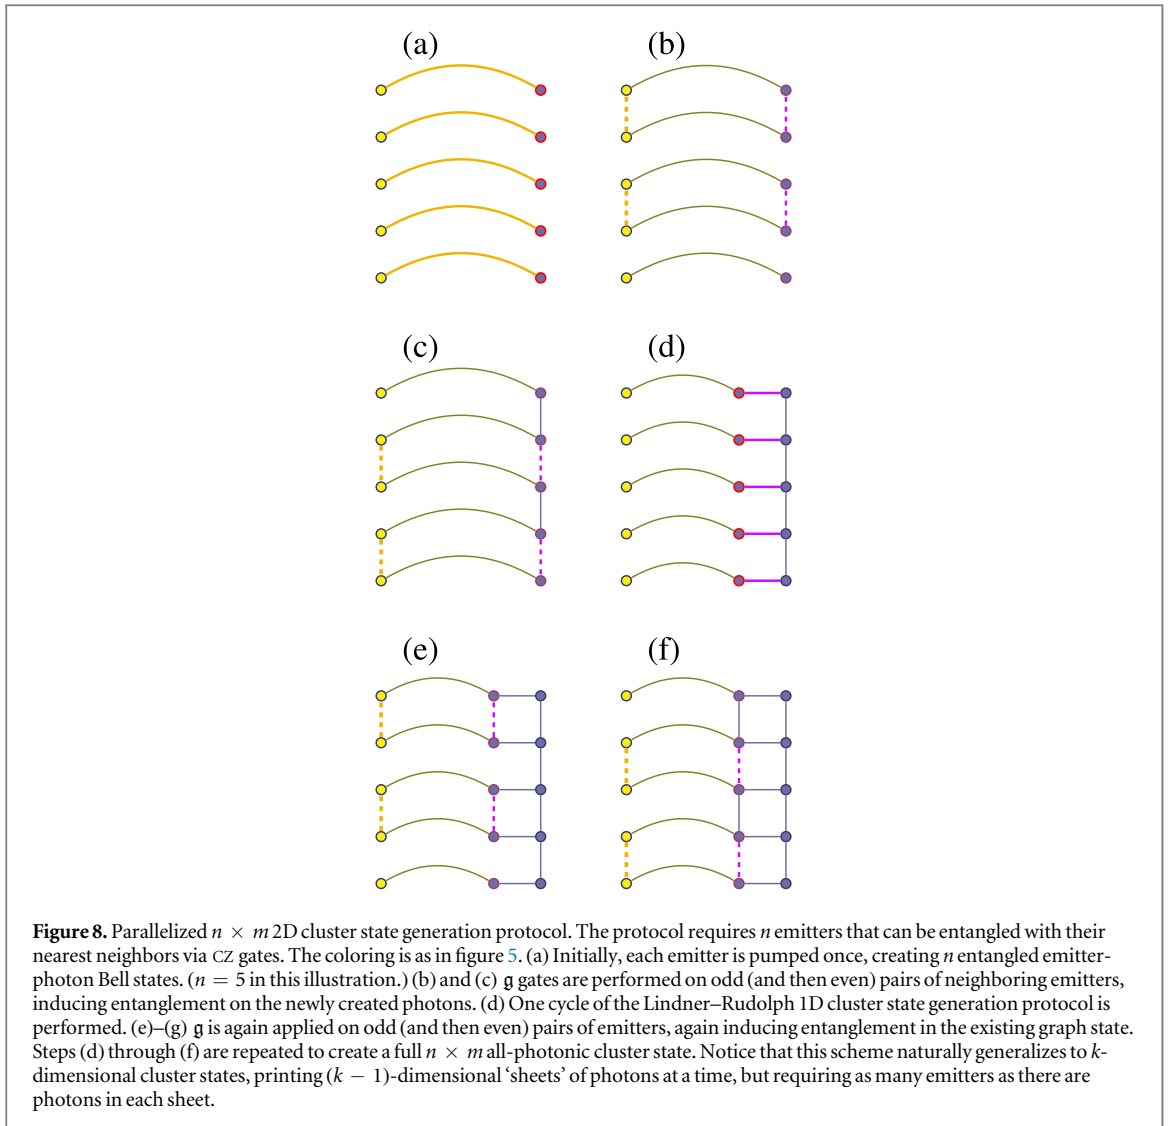 (a)
(b)
(c)
(d)
(e)
(f)
Figure 8. Parallelized n × m 2D cluster state generation protocol. The protocol requires n emitters that can be entangled with their
nearest neighbors via CZ gates. The coloring is as in figure 5. (a) Initially, each emitter is pumped once, creating n entangled emitter-
photon Bell states. (n = 5 in this illustration.) (b) and (c) 𝔤 gates are performed on odd (and then even) pairs of neighboring emitters,
inducing entanglement on the newly created photons. (d) One cycle of the Lindner–Rudolph 1D cluster state generation protocol is
performed. (e)–(g) 𝔤 is again applied on odd (and then even) pairs of emitters, again inducing entanglement in the existing graph state.
Steps (d) through (f) are repeated to create a full n × m all-photonic cluster state. Notice that this scheme naturally generalizes to k-
dimensional cluster states, printing (k − 1)-dimensional ‘sheets’ of photons at a time, but requiring as many emitters as there are
photons in each sheet.